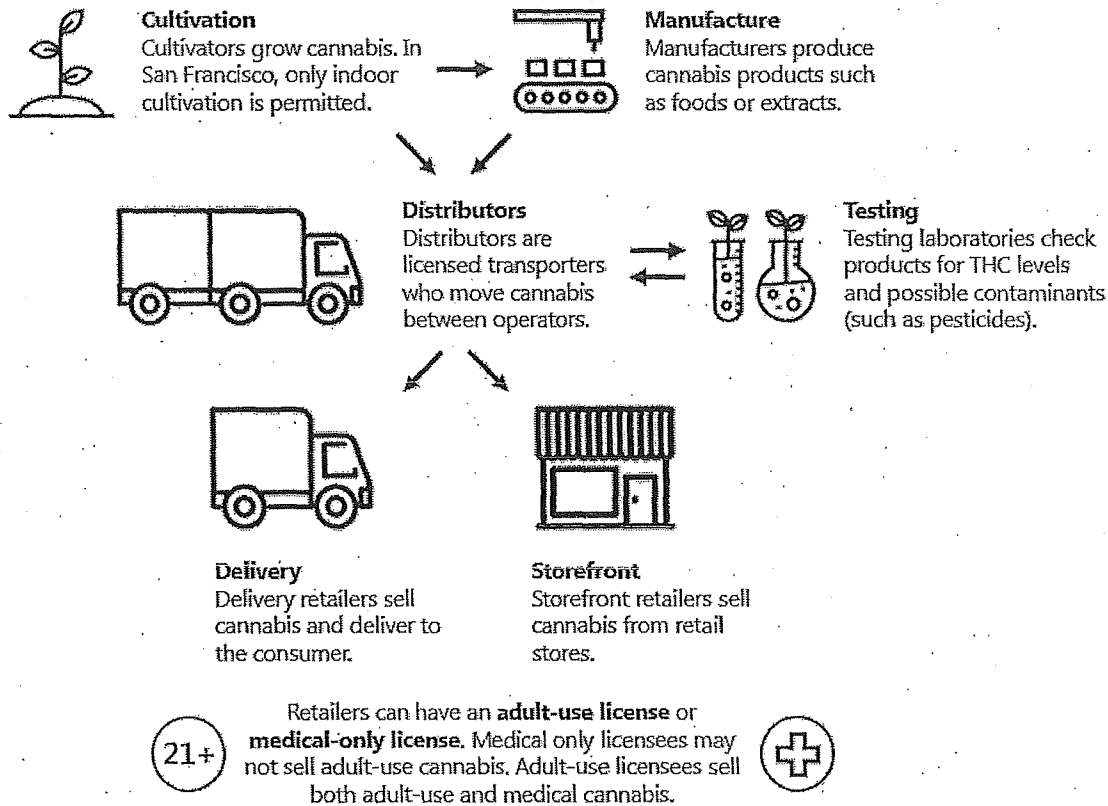 Cultivation
Cultivators grow cannabis. In
San Francisco, only indoor
cultivation is permitted.
Manufacture
Manufacturers produce
cannabis products such
as foods or extracts.
Distributors
Distributors are
licensed transporters
who move cannabis
between operators.
Testing
Testing laboratories check
products for THC levels
and possible contaminants
(such as pesticides).
Delivery
Delivery retailers sell
cannabis and deliver to
the consumer.
Storefront
Storefront retailers sell
cannabis from retail
stores.
21+
Retailers can have an adult-use license or
medical-only license. Medical only licensees may
not sell adult-use cannabis. Adult-use licensees sell
both adult-use and medical cannabis.